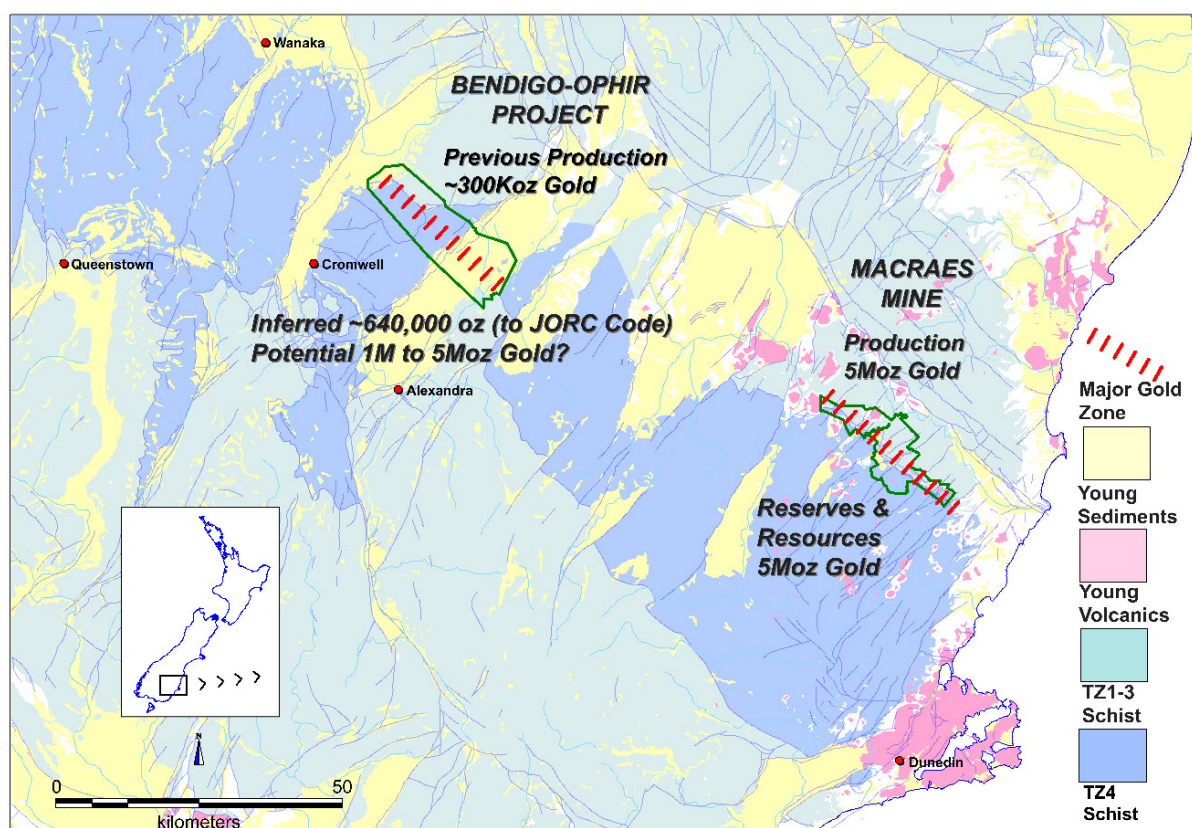 Wanaka
BENDIGO-OPHIR
PROJECT
Previous Production
~300Koz Gold
Queenstown
Cromwell
Inferred ~640,000 oz (to JORC Code)
Potential 1M to 5Moz Gold?
Alexandra
MACRAES
MINE
Production
5Moz Gold
Reserves &
Resources
5Moz Gold
Dunedin
N
0
50
kilometers
Major Gold
Zone
Young
Sediments
Young
Volcanics
TZ1-3
Schist
TZ4
Schist